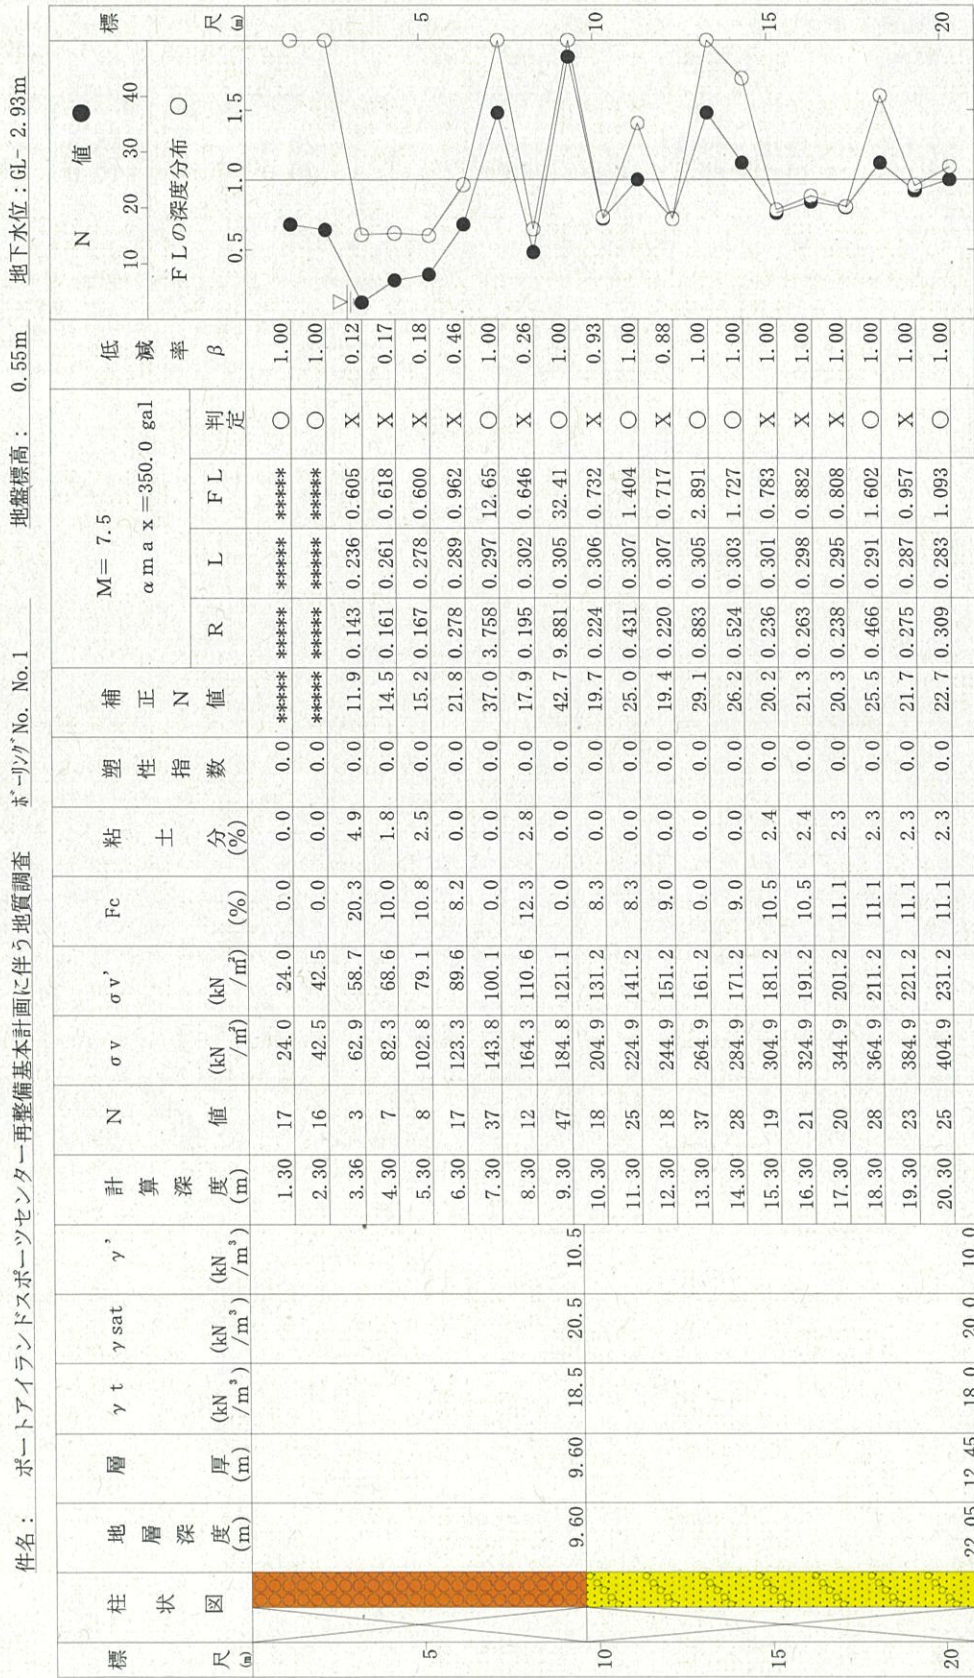 件名： ポートアイランドスポーツセンター再整備基本計画に伴う地質調査 ボーリングNo. No.1 地盤標高： 0.55m 地下水位：GL- 2.93m
標尺(m) 柱状図 地層深度(m) 層厚(m) γt(kN/m³) γsat(kN/m³) γ'(kN/m³) 計算深度(m) N値 σv(kN/㎡) σv'(kN/㎡) Fc(%) 粘土分(%) 塑性指数 補正N値 M= 7.5 αmax=350.0 gal 低減率β N値 ● 標尺(m)
R L FL 判定 10 20 30 40
FLの深度分布 ○
0.5 1.0 1.5
1.30 17 24.0 24.0 0.0 0.0 0.0 ***** ***** ***** ***** ○ 1.00
2.30 16 42.5 42.5 0.0 0.0 0.0 ***** ***** ***** ***** ○ 1.00
3.36 3 62.9 58.7 20.3 4.9 0.0 11.9 0.143 0.236 0.605 X 0.12
4.30 7 82.3 68.6 10.0 1.8 0.0 14.5 0.161 0.261 0.618 X 0.17
5 5.30 8 102.8 79.1 10.8 2.5 0.0 15.2 0.167 0.278 0.600 X 0.18 5
6.30 17 123.3 89.6 8.2 0.0 0.0 21.8 0.278 0.289 0.962 X 0.46
7.30 37 143.8 100.1 0.0 0.0 0.0 37.0 3.758 0.297 12.65 ○ 1.00
8.30 12 164.3 110.6 12.3 2.8 0.0 17.9 0.195 0.302 0.646 X 0.26
9.60 9.60 18.5 20.5 10.5 9.30 47 184.8 121.1 0.0 0.0 0.0 42.7 9.881 0.305 32.41 ○ 1.00
10 10.30 18 204.9 131.2 8.3 0.0 0.0 19.7 0.224 0.306 0.732 X 0.93 10
11.30 25 224.9 141.2 8.3 0.0 0.0 25.0 0.431 0.307 1.404 ○ 1.00
12.30 18 244.9 151.2 9.0 0.0 0.0 19.4 0.220 0.307 0.717 X 0.88
13.30 37 264.9 161.2 0.0 0.0 0.0 29.1 0.883 0.305 2.891 ○ 1.00
14.30 28 284.9 171.2 9.0 0.0 0.0 26.2 0.524 0.303 1.727 ○ 1.00
15 15.30 19 304.9 181.2 10.5 2.4 0.0 20.2 0.236 0.301 0.783 X 1.00 15
16.30 21 324.9 191.2 10.5 2.4 0.0 21.3 0.263 0.298 0.882 X 1.00
17.30 20 344.9 201.2 11.1 2.3 0.0 20.3 0.238 0.295 0.808 X 1.00
18.30 28 364.9 211.2 11.1 2.3 0.0 25.5 0.466 0.291 1.602 ○ 1.00
19.30 23 384.9 221.2 11.1 2.3 0.0 21.7 0.275 0.287 0.957 X 1.00
20 22.05 12.45 18.0 20.0 10.0 20.30 25 404.9 231.2 11.1 2.3 0.0 22.7 0.309 0.283 1.093 ○ 1.00 20